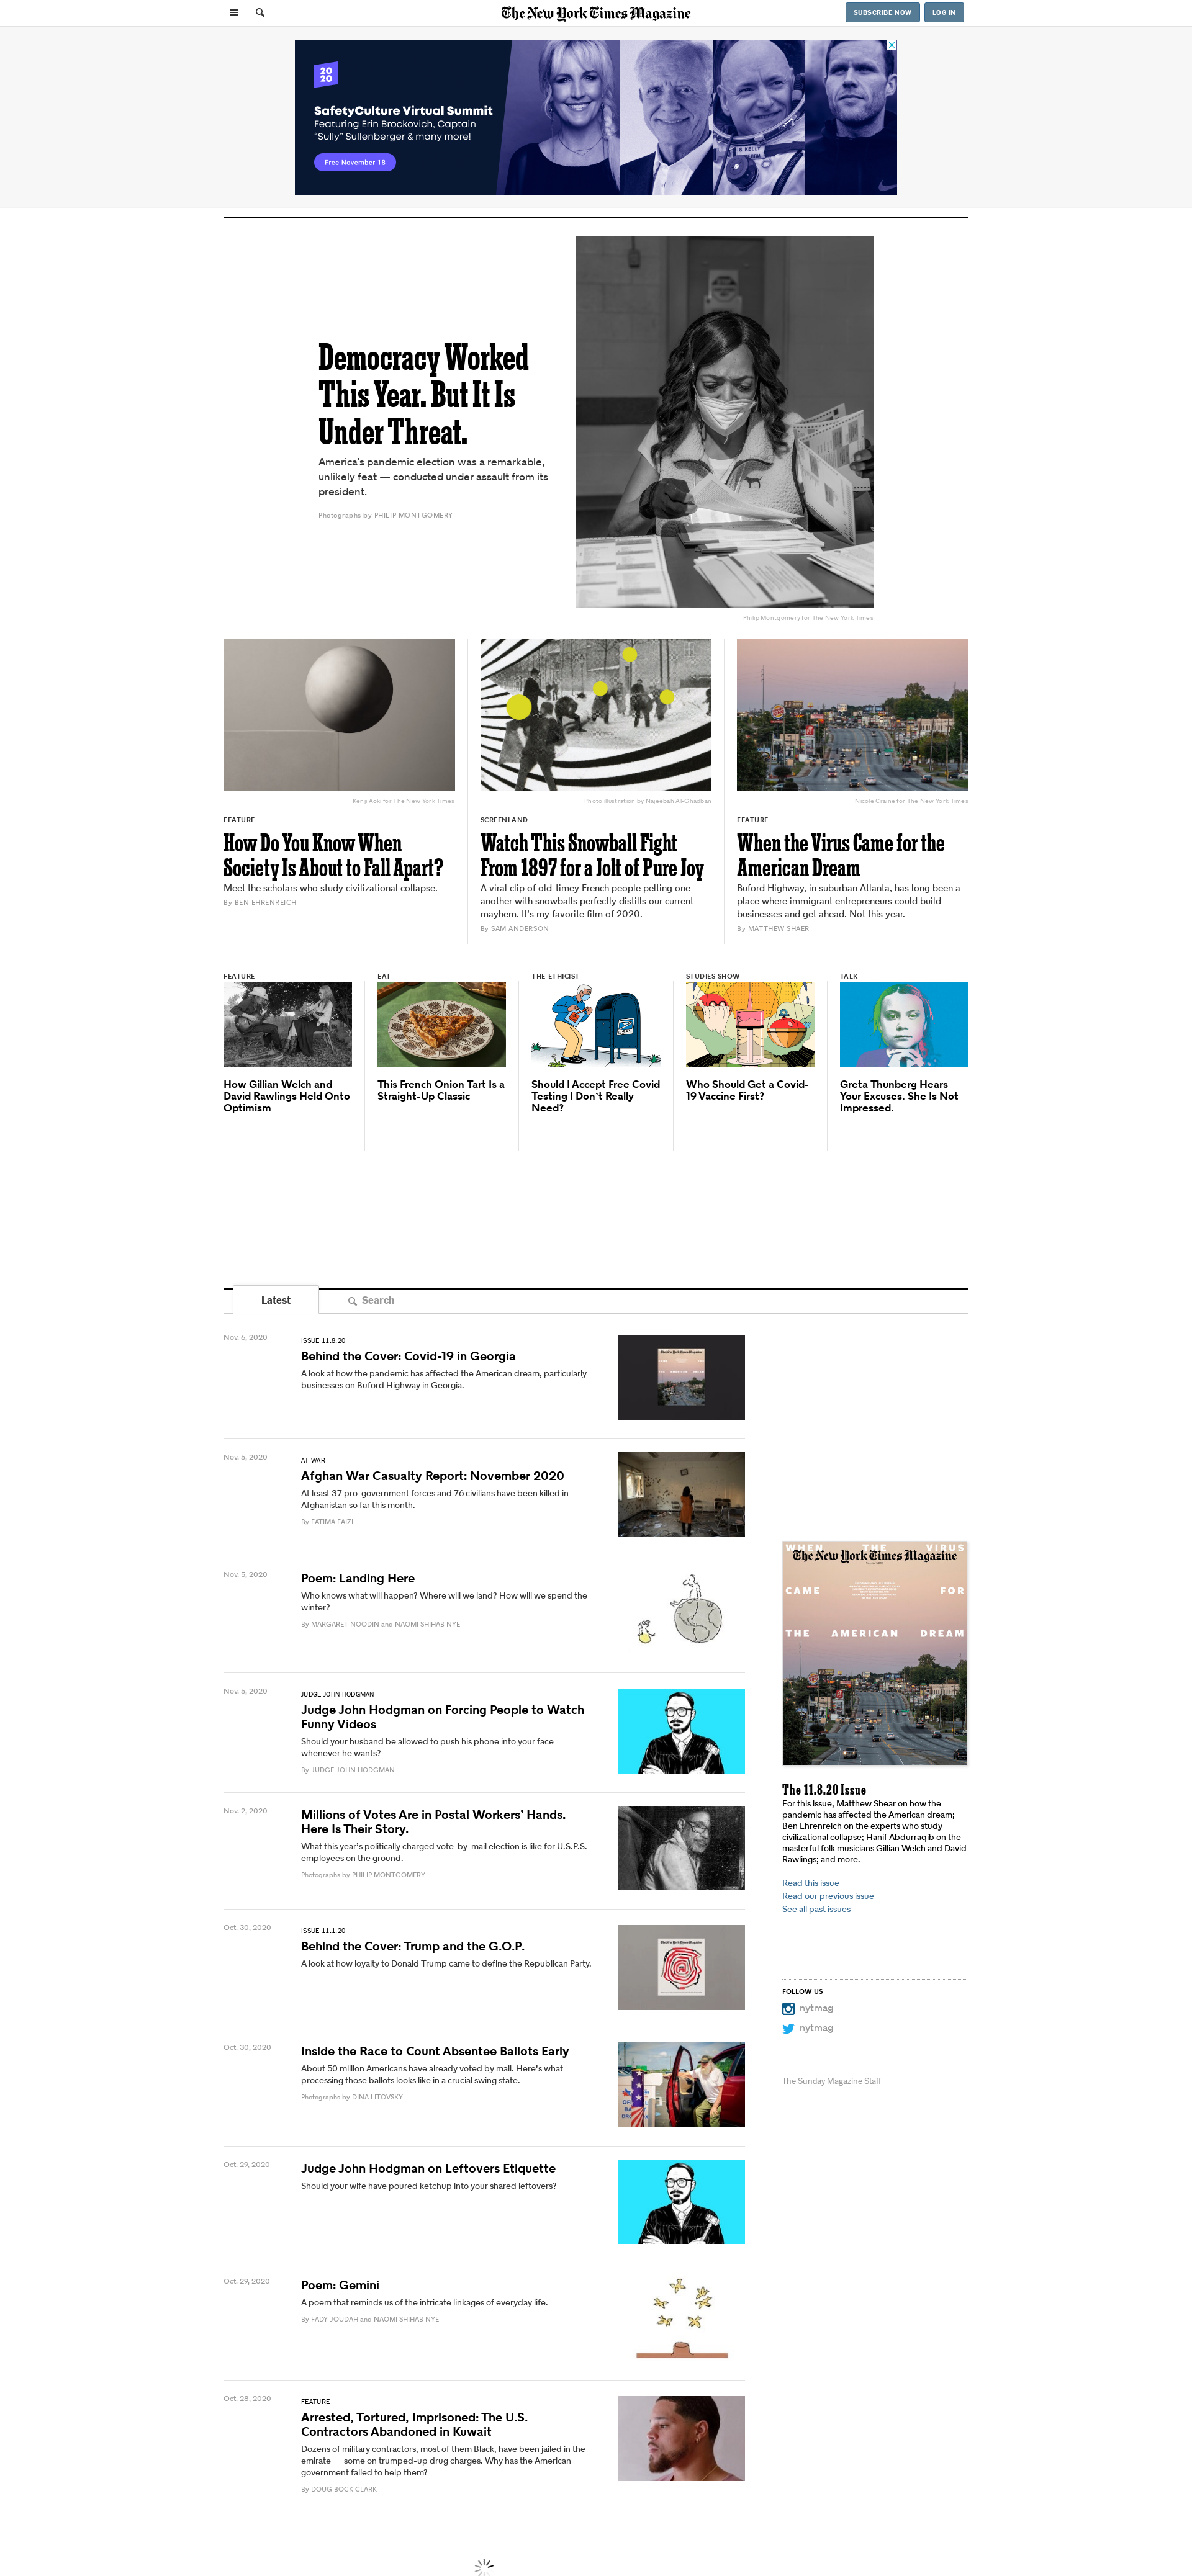 The New York Times Magazine
SUBSCRIBE NOW
LOG IN
20
20
SafetyCulture Virtual Summit
Featuring Erin Brockovich, Captain
"Sully" Sullenberger & many more!
Free November 18
S. KELLY
Democracy Worked
This Year. But It Is
Under Threat.
America's pandemic election was a remarkable,
unlikely feat — conducted under assault from its
president.
Photographs by PHILIP MONTGOMERY
Philip Montgomery for The New York Times
Kenji Aoki for The New York Times
FEATURE
How Do You Know When
Society Is About to Fall Apart?
Meet the scholars who study civilizational collapse.
By BEN EHRENREICH
Photo illustration by Najeebah Al-Ghadban
SCREENLAND
Watch This Snowball Fight
From 1897 for a Jolt of Pure Joy
A viral clip of old-timey French people pelting one
another with snowballs perfectly distills our current
mayhem. It's my favorite film of 2020.
By SAM ANDERSON
Nicole Craine for The New York Times
FEATURE
When the Virus Came for the
American Dream
Buford Highway, in suburban Atlanta, has long been a
place where immigrant entrepreneurs could build
businesses and get ahead. Not this year.
By MATTHEW SHAER
FEATURE
How Gillian Welch and
David Rawlings Held Onto
Optimism
EAT
This French Onion Tart Is a
Straight-Up Classic
THE ETHICIST
Should I Accept Free Covid
Testing I Don't Really
Need?
STUDIES SHOW
Who Should Get a Covid-
19 Vaccine First?
TALK
Greta Thunberg Hears
Your Excuses. She Is Not
Impressed.
Latest
Search
Nov. 6, 2020
ISSUE 11.8.20
Behind the Cover: Covid-19 in Georgia
A look at how the pandemic has affected the American dream, particularly
businesses on Buford Highway in Georgia.
Nov. 5, 2020
AT WAR
Afghan War Casualty Report: November 2020
At least 37 pro-government forces and 76 civilians have been killed in
Afghanistan so far this month.
By FATIMA FAIZI
Nov. 5, 2020
Poem: Landing Here
Who knows what will happen? Where will we land? How will we spend the
winter?
By MARGARET NOODIN and NAOMI SHIHAB NYE
Nov. 5, 2020
JUDGE JOHN HODGMAN
Judge John Hodgman on Forcing People to Watch
Funny Videos
Should your husband be allowed to push his phone into your face
whenever he wants?
By JUDGE JOHN HODGMAN
Nov. 2, 2020
Millions of Votes Are in Postal Workers' Hands.
Here Is Their Story.
What this year's politically charged vote-by-mail election is like for U.S.P.S.
employees on the ground.
Photographs by PHILIP MONTGOMERY
Oct. 30, 2020
ISSUE 11.1.20
Behind the Cover: Trump and the G.O.P.
A look at how loyalty to Donald Trump came to define the Republican Party.
Oct. 30, 2020
Inside the Race to Count Absentee Ballots Early
About 50 million Americans have already voted by mail. Here's what
processing those ballots looks like in a crucial swing state.
Photographs by DINA LITOVSKY
Oct. 29, 2020
Judge John Hodgman on Leftovers Etiquette
Should your wife have poured ketchup into your shared leftovers?
Oct. 29, 2020
Poem: Gemini
A poem that reminds us of the intricate linkages of everyday life.
By FADY JOUDAH and NAOMI SHIHAB NYE
Oct. 28, 2020
FEATURE
Arrested, Tortured, Imprisoned: The U.S.
Contractors Abandoned in Kuwait
Dozens of military contractors, most of them Black, have been jailed in the
emirate — some on trumped-up drug charges. Why has the American
government failed to help them?
By DOUG BOCK CLARK
WHEN THE VIRUS
The New York Times Magazine
CAME FOR
THE AMERICAN DREAM
The 11.8.20 Issue
For this issue, Matthew Shear on how the
pandemic has affected the American dream;
Ben Ehrenreich on the experts who study
civilizational collapse; Hanif Abdurraqib on the
masterful folk musicians Gillian Welch and David
Rawlings; and more.
Read this issue
Read our previous issue
See all past issues
FOLLOW US
nytmag
nytmag
The Sunday Magazine Staff